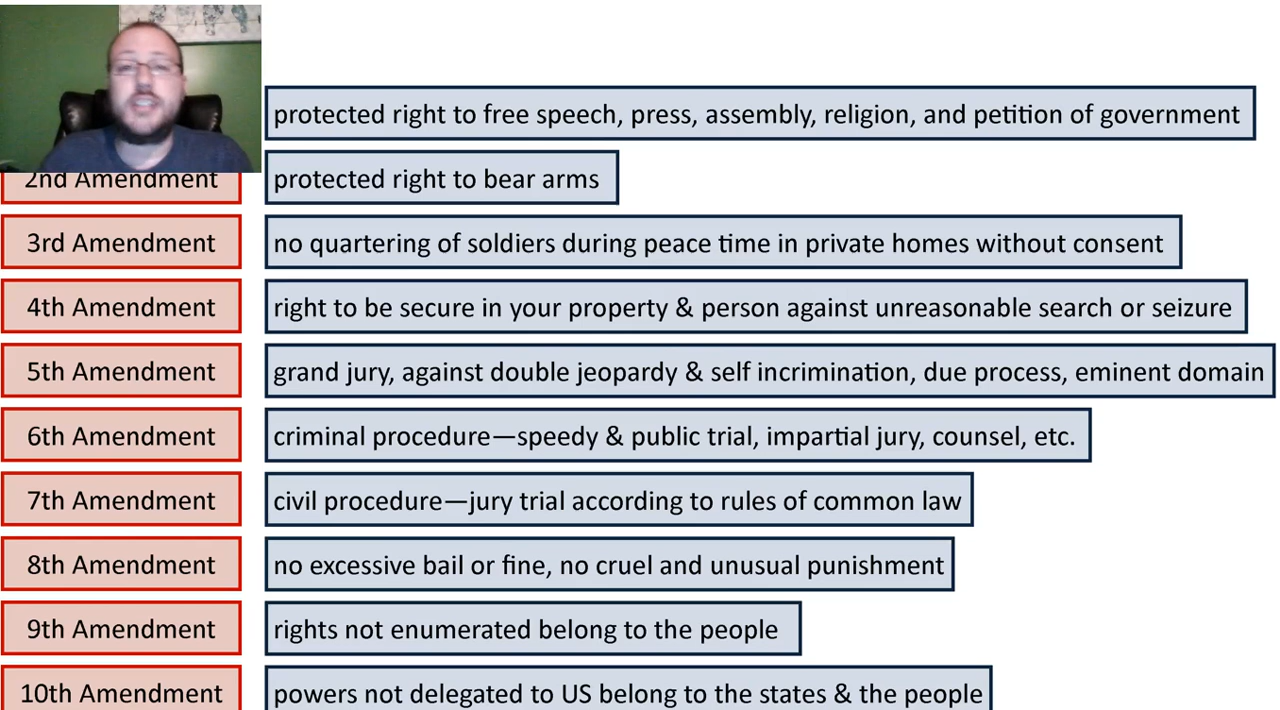 protected right to free speech, press, assembly, religion, and petition of government
2nd Amendment protected right to bear arms
3rd Amendment no quartering of soldiers during peace time in private homes without consent
4th Amendment right to be secure in your property & person against unreasonable search or seizure
5th Amendment grand jury, against double jeopardy & self incrimination, due process, eminent domain
6th Amendment criminal procedure—speedy & public trial, impartial jury, counsel, etc.
7th Amendment civil procedure—jury trial according to rules of common law
8th Amendment no excessive bail or fine, no cruel and unusual punishment
9th Amendment rights not enumerated belong to the people
10th Amendment powers not delegated to US belong to the states & the people